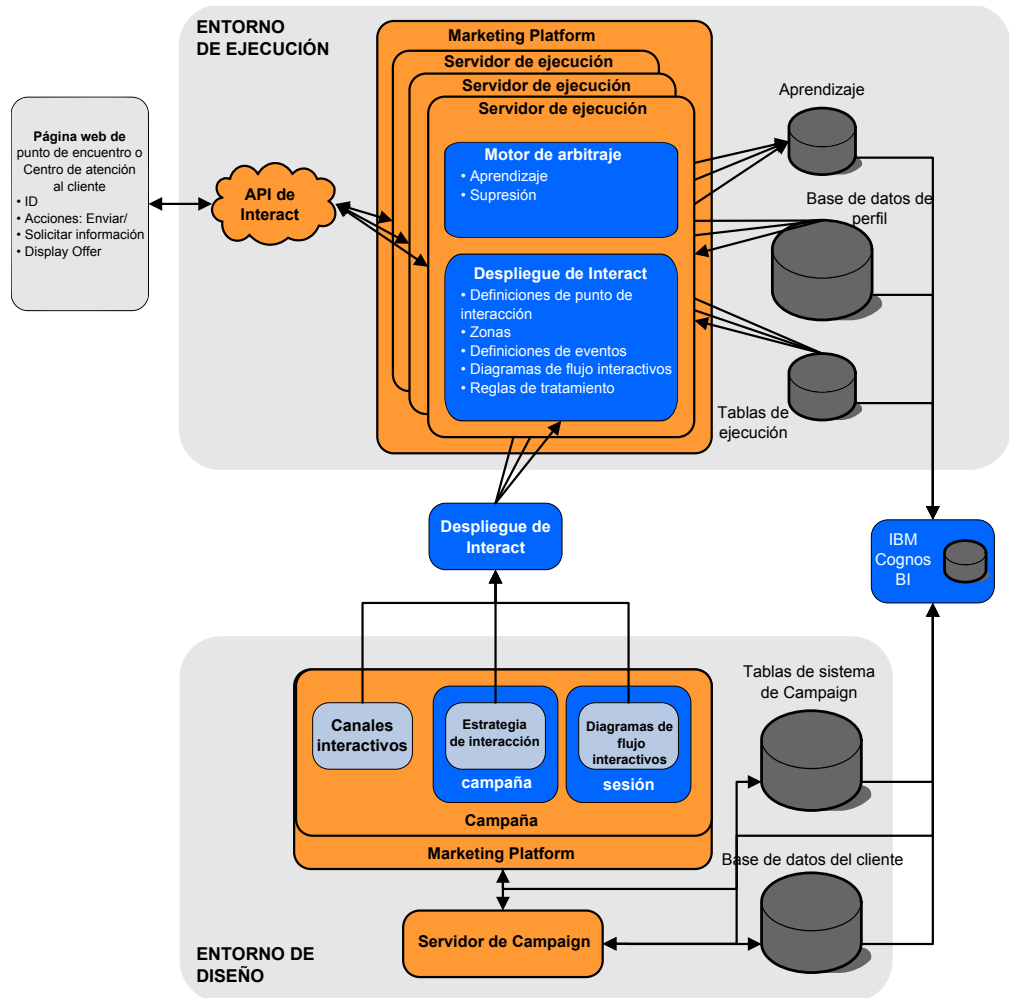 ENTORNO
DE EJECUCIÓN
Marketing Platform
Servidor de ejecución
Servidor de ejecución
Servidor de ejecución
Motor de arbitraje
• Aprendizaje
• Supresión
Despliegue de Interact
• Definiciones de punto de
interacción
• Zonas
• Definiciones de eventos
• Diagramas de flujo interactivos
• Reglas de tratamiento
Página web de
punto de encuentro o
Centro de atención
al cliente
• ID
• Acciones: Enviar/
• Solicitar información
• Display Offer
API de
Interact
Aprendizaje
Base de datos de
perfil
Tablas de
ejecución
Despliegue de
Interact
IBM
Cognos
BI
Canales
interactivos
Estrategia
de interacción
campaña
Diagramas de
flujo
interactivos
sesión
Campaña
Marketing Platform
Tablas de sistema
de Campaign
Base de datos del cliente
Servidor de Campaign
ENTORNO DE
DISEÑO